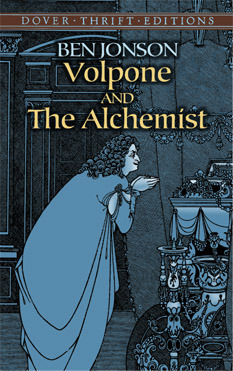 DOVER · THRIFT · EDITIONS
BEN JONSON
Volpone
AND
The Alchemist